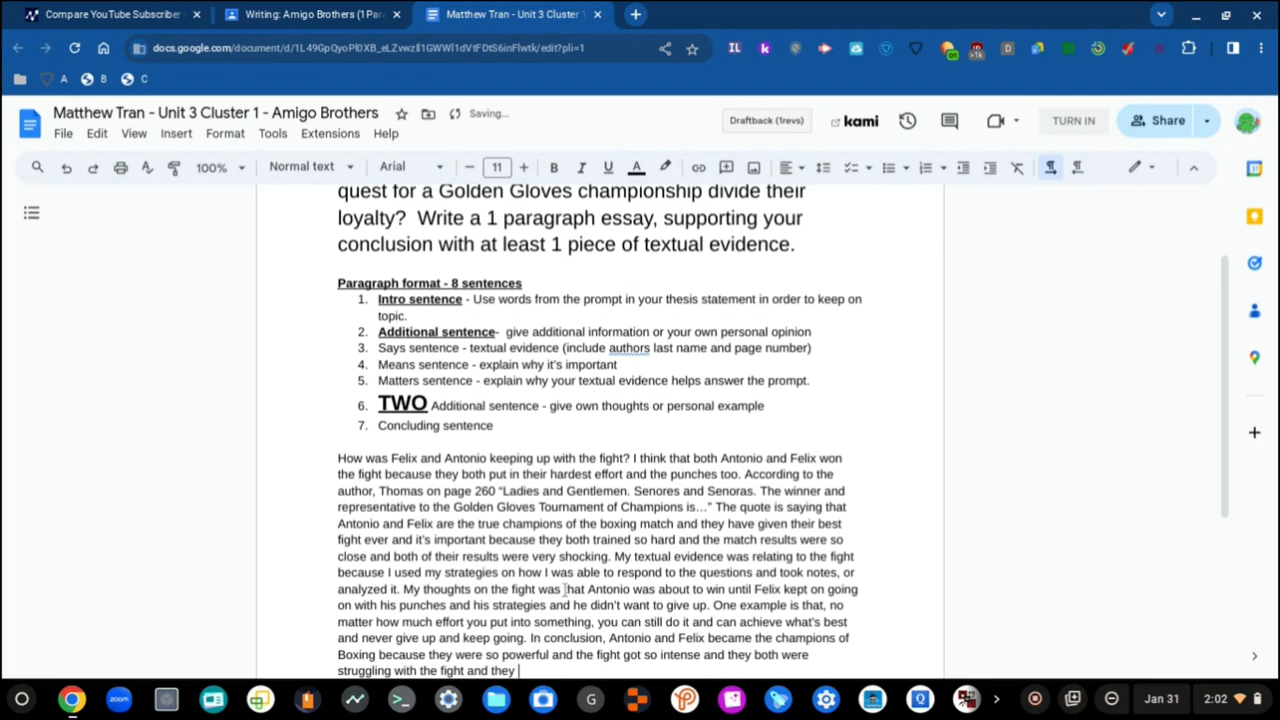 Compare YouTube Subscriber
Writing: Amigo Brothers (1 Par
Matthew Tran - Unit 3 Cluster 1
docs.google.com/document/d/1L49GpQyoPl0XB_eLZvwzfl1GWWl1dVtFDtS6inFlwtk/edit?pli=1
A B C
Matthew Tran - Unit 3 Cluster 1 - Amigo Brothers
Saving...
File Edit View Insert Format Tools Extensions Help
Draftback (1revs)
kami
TURN IN
Share
100% Normal text Arial 11 B I U A
quest for a Golden Gloves championship divide their
loyalty? Write a 1 paragraph essay, supporting your
conclusion with at least 1 piece of textual evidence.
Paragraph format - 8 sentences
1. Intro sentence - Use words from the prompt in your thesis statement in order to keep on
topic.
2. Additional sentence- give additional information or your own personal opinion
3. Says sentence - textual evidence (include authors last name and page number)
4. Means sentence - explain why it's important
5. Matters sentence - explain why your textual evidence helps answer the prompt.
6. TWO Additional sentence - give own thoughts or personal example
7. Concluding sentence
How was Felix and Antonio keeping up with the fight? I think that both Antonio and Felix won
the fight because they both put in their hardest effort and the punches too. According to the
author, Thomas on page 260 “Ladies and Gentlemen. Senores and Senoras. The winner and
representative to the Golden Gloves Tournament of Champions is…” The quote is saying that
Antonio and Felix are the true champions of the boxing match and they have given their best
fight ever and it’s important because they both trained so hard and the match results were so
close and both of their results were very shocking. My textual evidence was relating to the fight
because I used my strategies on how I was able to respond to the questions and took notes, or
analyzed it. My thoughts on the fight was that Antonio was about to win until Felix kept on going
on with his punches and his strategies and he didn’t want to give up. One example is that, no
matter how much effort you put into something, you can still do it and can achieve what’s best
and never give up and keep going. In conclusion, Antonio and Felix became the champions of
Boxing because they were so powerful and the fight got so intense and they both were
struggling with the fight and they
zoom
Jan 31
2:02